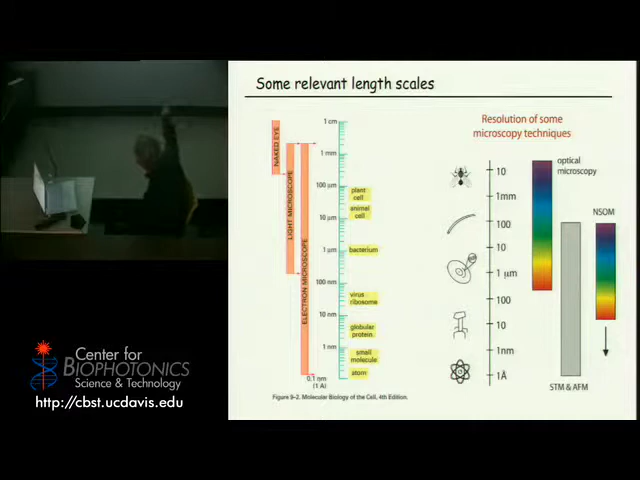 Some relevant length scales
NAKED EYE
LIGHT MICROSCOPE
ELECTRON MICROSCOPE
1 cm
1 mm
100 µm
10 µm
1 µm
100 nm
10 nm
1 nm
0.1 nm
(1 Å)
plant
cell
animal
cell
bacterium
virus
ribosome
globular
protein
small
molecule
atom
Figure 9–2. Molecular Biology of the Cell, 4th Edition.
Resolution of some
microscopy techniques
10
1mm
100
10
1 µm
100
10
1nm
1Å
optical
microscopy
NSOM
STM & AFM
Center for
BIOPHOTONICS
Science & Technology
http://cbst.ucdavis.edu